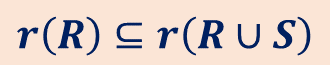 r(R) ⊆ r(R ∪ S)